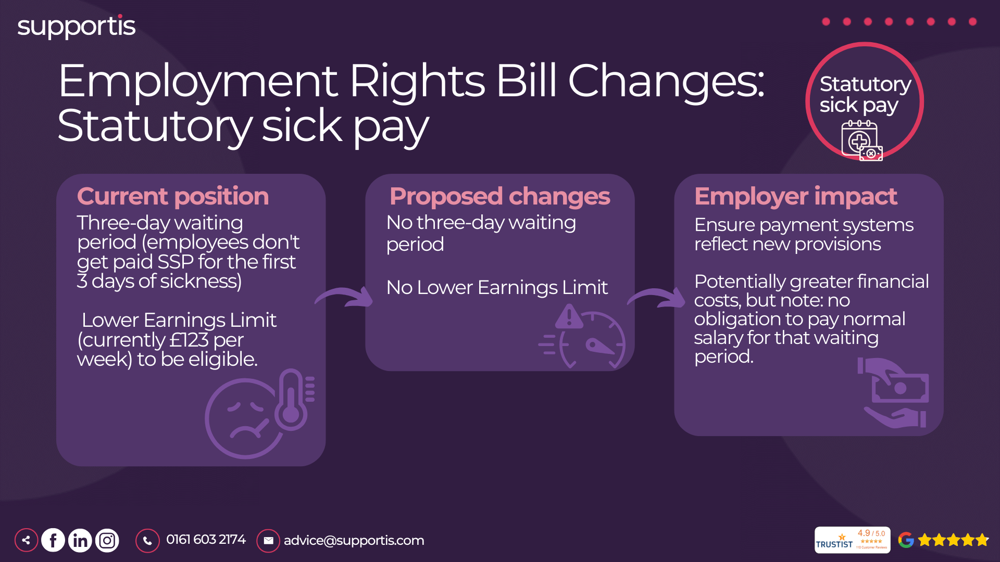 supportis
Employment Rights Bill Changes:
Statutory sick pay
Statutory
sick pay
Current position
Three-day waiting
period (employees don't
get paid SSP for the first
3 days of sickness)
Lower Earnings Limit
(currently £123 per
week) to be eligible.
Proposed changes
No three-day waiting
period
No Lower Earnings Limit
Employer impact
Ensure payment systems
reflect new provisions
Potentially greater financial
costs, but note: no
obligation to pay normal
salary for that waiting
period.
0161 603 2174
advice@supportis.com
TRUSTIST
4.9 / 5.0
116 Customer Reviews